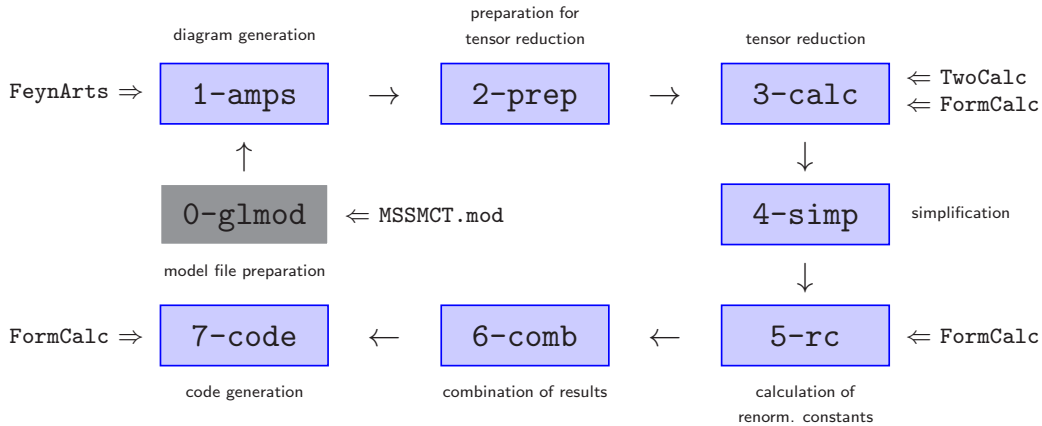 preparation for
diagram generation tensor reduction tensor reduction
FeynArts ⇒ 1-amps → 2-prep → 3-calc ⇐ TwoCalc
⇐ FormCalc
↑ ↓
0-glmod ⇐ MSSMCT.mod 4-simp simplification
model file preparation ↓
FormCalc ⇒ 7-code ← 6-comb ← 5-rc ⇐ FormCalc
code generation combination of results calculation of
renorm. constants